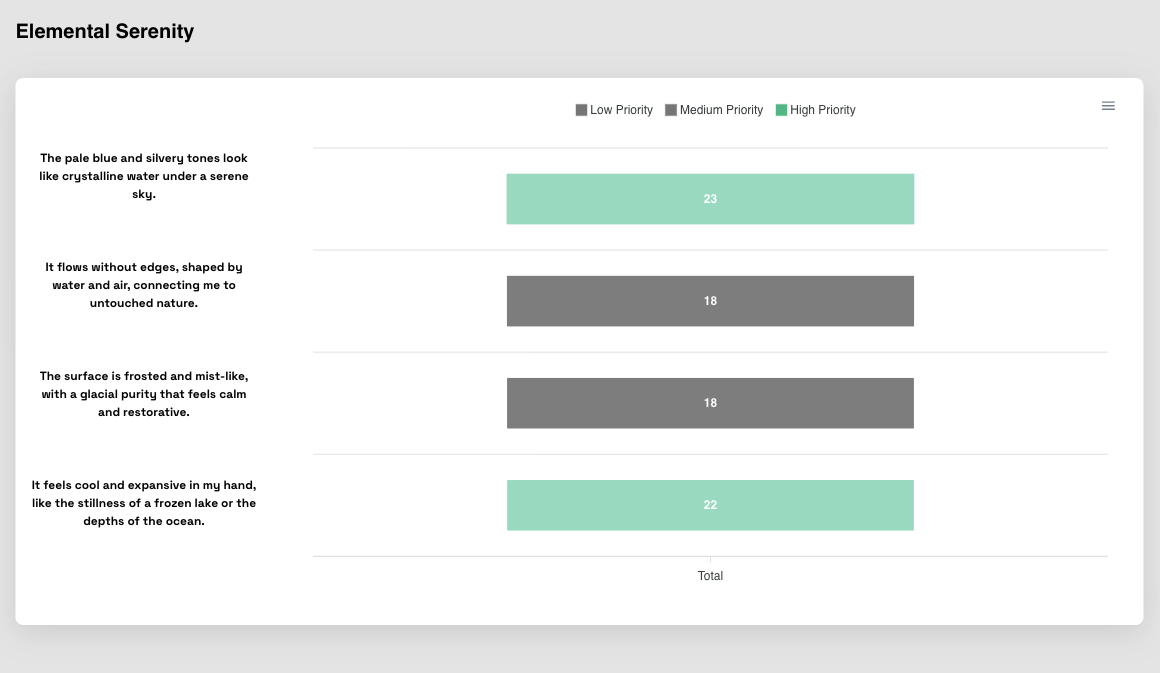 Elemental Serenity
Low Priority
Medium Priority
High Priority
The pale blue and silvery tones look
like crystalline water under a serene
sky.
23
It flows without edges, shaped by
water and air, connecting me to
untouched nature.
18
The surface is frosted and mist-like,
with a glacial purity that feels calm
and restorative.
18
It feels cool and expansive in my hand,
like the stillness of a frozen lake or the
depths of the ocean.
22
Total